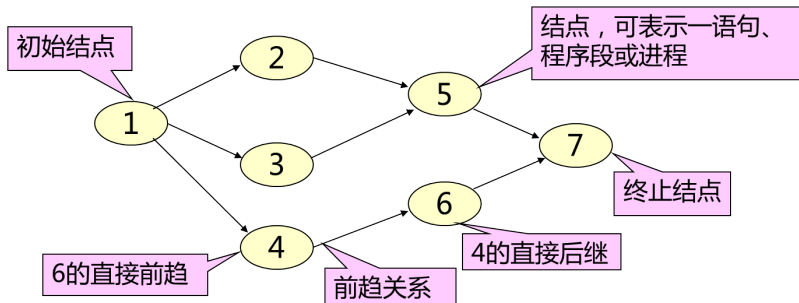 初始结点
结点，可表示一语句、
程序段或进程
1
2
3
4
5
6
7
终止结点
6的直接前趋
前趋关系
4的直接后继